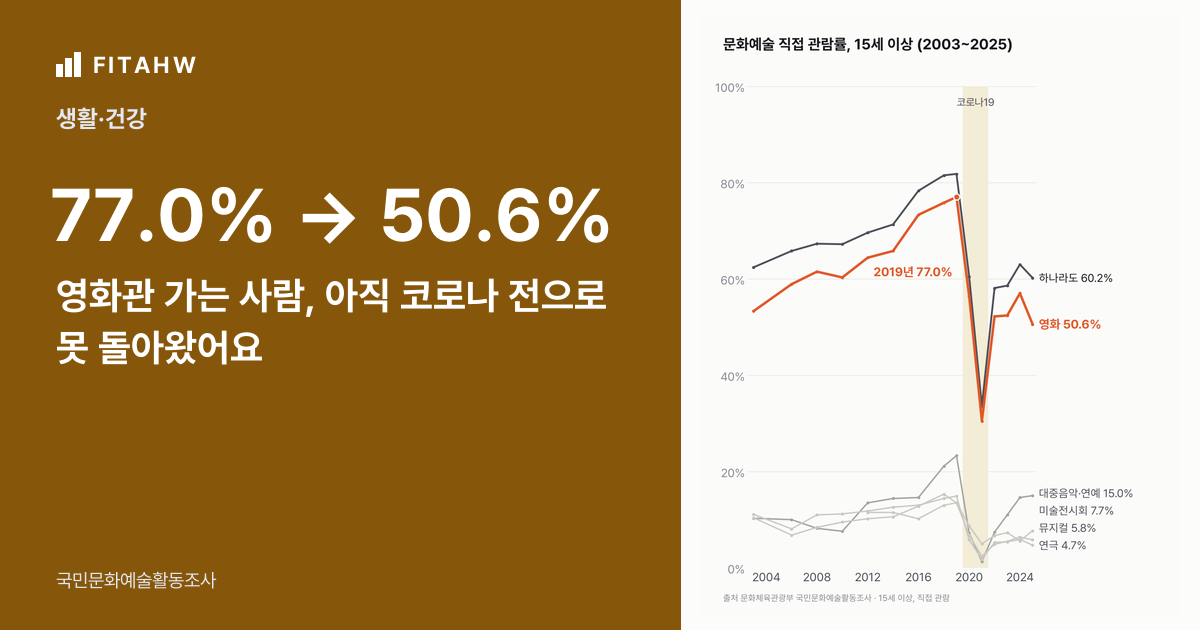 FITAHW
생활·건강
77.0% → 50.6%
영화관 가는 사람, 아직 코로나 전으로
못 돌아왔어요
국민문화예술활동조사
문화예술 직접 관람률, 15세 이상 (2003~2025)
100%
코로나19
80%
2019년 77.0%
60%
하나라도 60.2%
영화 50.6%
40%
20%
대중음악·연예 15.0%
미술전시회 7.7%
뮤지컬 5.8%
연극 4.7%
0%
2004 2008 2012 2016 2020 2024
출처 문화체육관광부 국민문화예술활동조사 · 15세 이상, 직접 관람